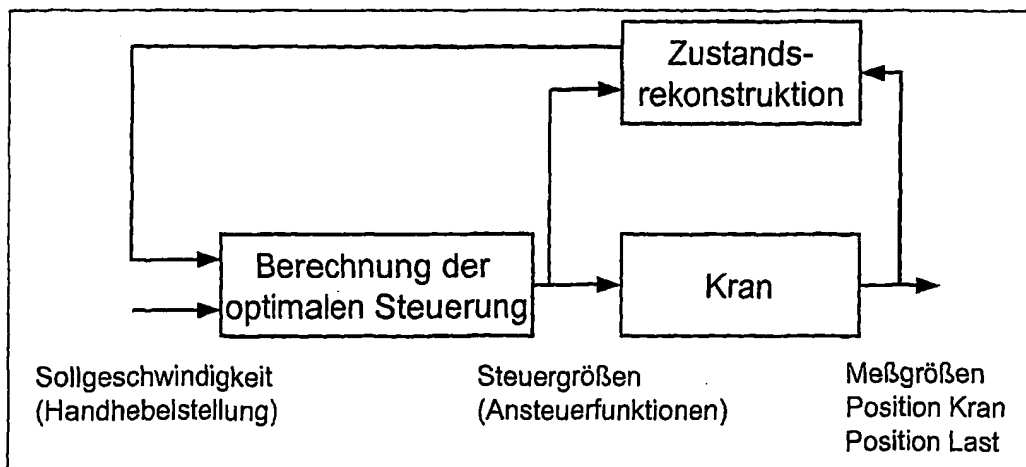 Zustands-
rekonstruktion
Berechnung der
optimalen Steuerung
Kran
Sollgeschwindigkeit
(Handhebelstellung)
Steuergrößen
(Ansteuerfunktionen)
Meßgrößen
Position Kran
Position Last